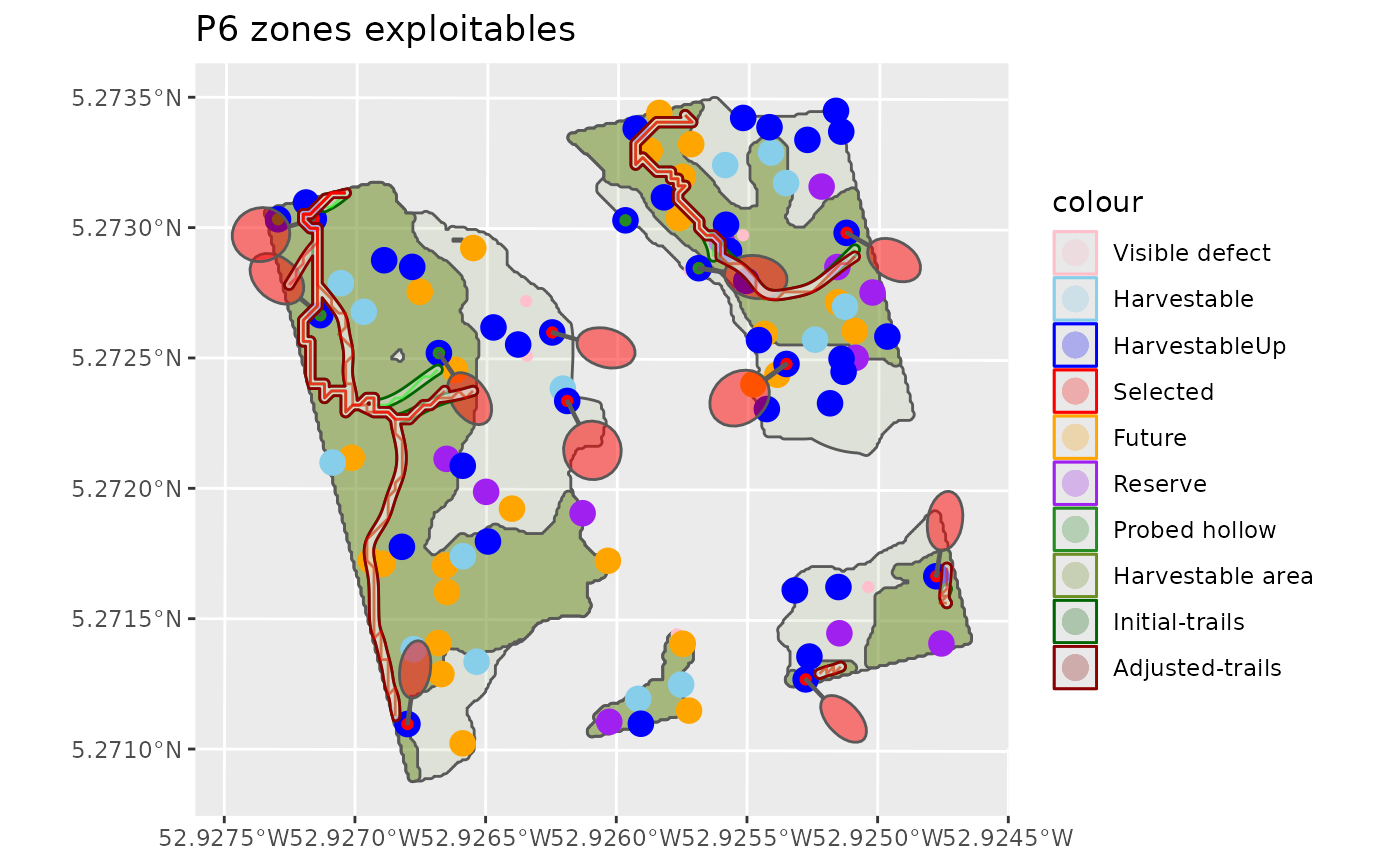 P6 zones exploitables
5.2735°N
5.2730°N
5.2725°N
5.2720°N
5.2715°N
5.2710°N
52.9275°W 52.9270°W 52.9265°W 52.9260°W 52.9255°W 52.9250°W 52.9245°W
colour
Visible defect
Harvestable
HarvestableUp
Selected
Future
Reserve
Probed hollow
Harvestable area
Initial-trails
Adjusted-trails